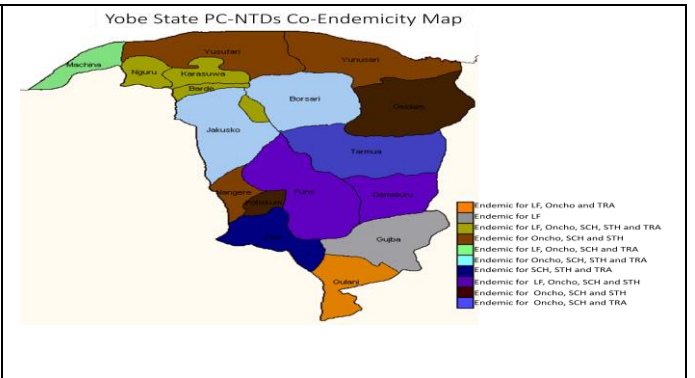 Yobe State PC-NTDs Co-Endemicity Map
Yusufari
Yunusari
Machina
Nguru
Karasuwa
Barde
Borsari
Geidam
Jakusko
Tarmua
Nangere
Potiskum
Fune
Damaturu
Gujba
Gulani
Endemic for LF, Oncho and TRA
Endemic for LF
Endemic for LF, Oncho, SCH, STH and TRA
Endemic for Oncho, SCH and STH
Endemic for LF, Oncho, SCH and TRA
Endemic for Oncho, SCH, STH and TRA
Endemic for SCH, STH and TRA
Endemic for LF, Oncho, SCH and STH
Endemic for Oncho, SCH and STH
Endemic for Oncho, SCH and TRA